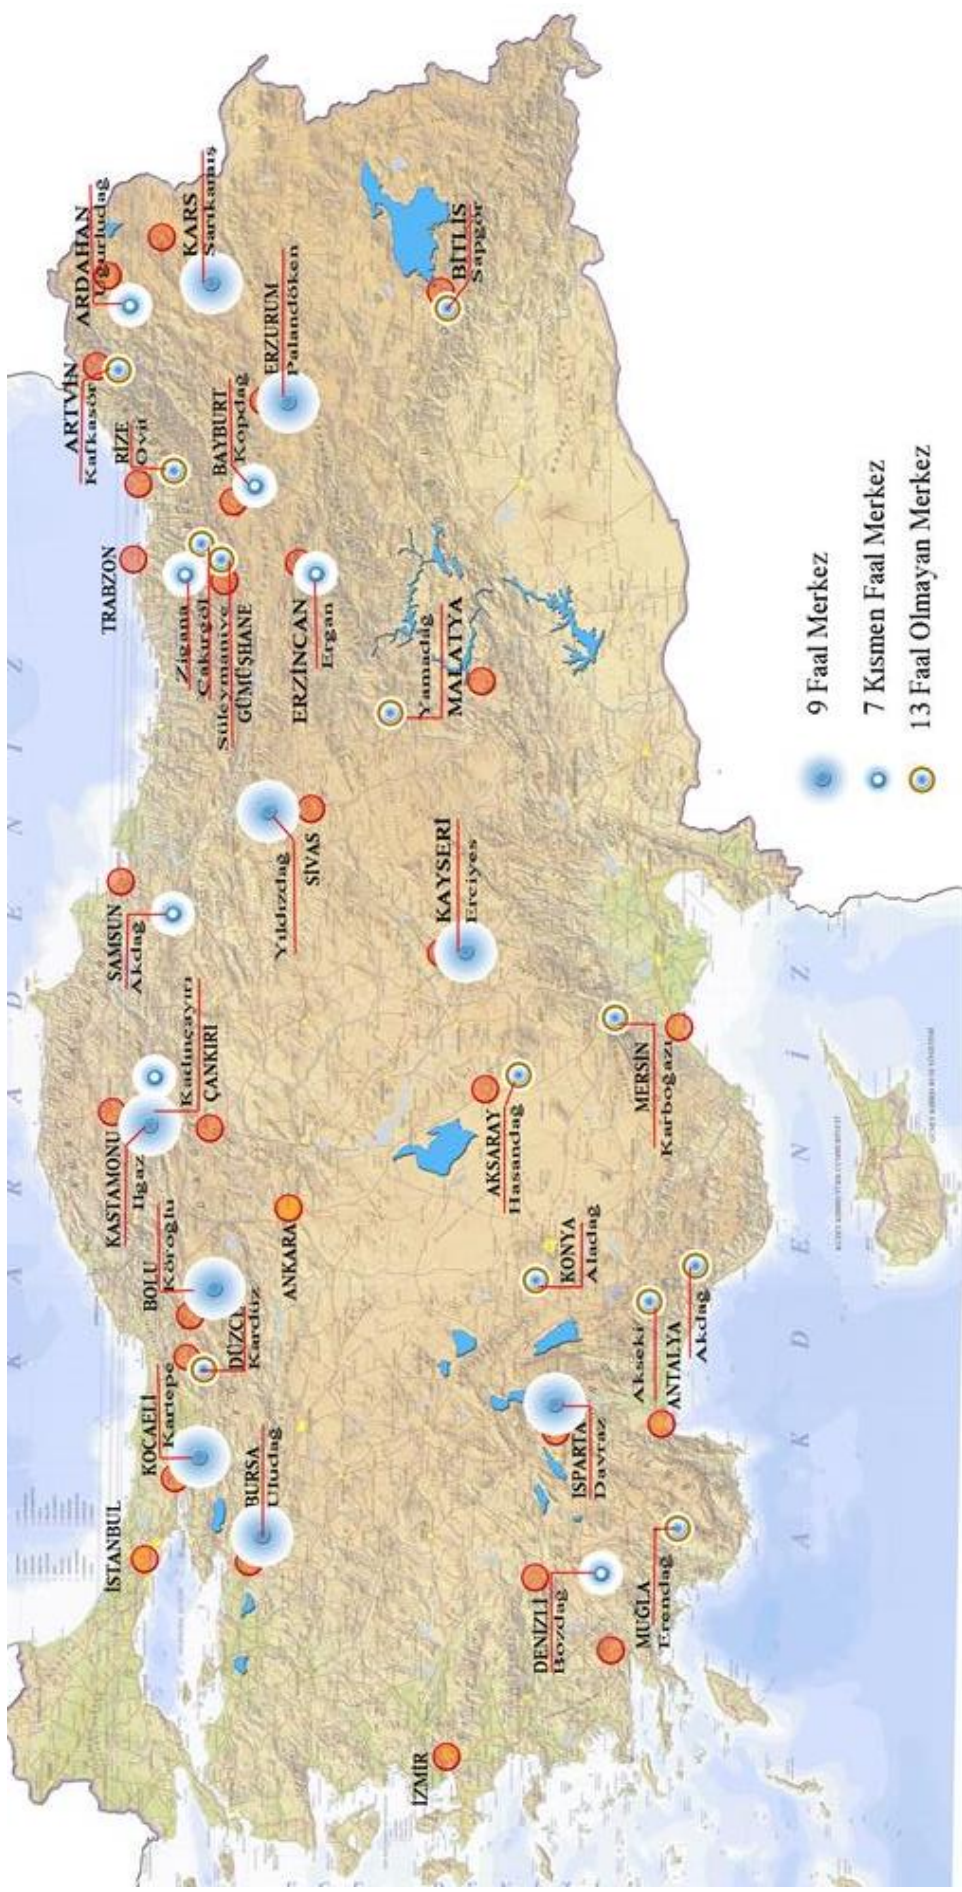 K A R A D E N İ Z
İSTANBUL
KOCAELİ
Kartepe
BURSA
Uludağ
DÜZCE
Kardüz
BOLU
Köroğlu
ANKARA
KASTAMONU
Ilgaz
Kadınçayırı
ÇANKIRI
SAMSUN
Akdağ
Yıldızdağ
SİVAS
TRABZON
Zigana
Çakırgöl
Süleymaniye
GÜMÜŞHANE
RİZE
Ovit
ARTVİN
Kafkasör
ARDAHAN
Uğurludağ
KARS
Sarıkamış
ERZURUM
Palandöken
BAYBURT
Kopdağ
ERZİNCAN
Ergan
BİTLİS
Sapgör
Yamadağ
MALATYA
KAYSERİ
Erciyes
AKSARAY
Hasandağ
MERSİN
Karboğazı
KONYA
Aladağ
Akseki
ANTALYA
Akdağ
ISPARTA
Davraz
DENİZLİ
Bozdağ
MUĞLA
Erendağ
İZMİR
A K D E N İ Z
9 Faal Merkez
7 Kısmen Faal Merkez
13 Faal Olmayan Merkez